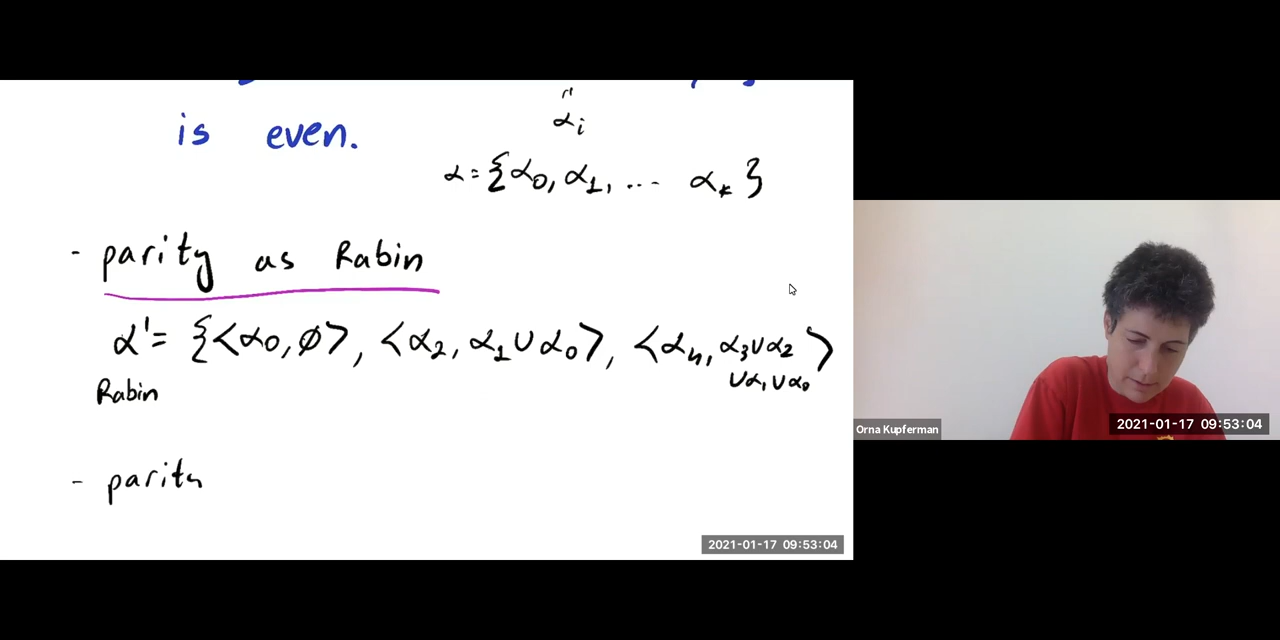 is even.
αᵢ
α = {α₀, α₁, ... αₖ}
- parity as Rabin
α' = {<α₀, ∅>, <α₂, α₁ ∪ α₀>, <α₄, α₃ ∪ α₂
∪ α₁ ∪ α₀>
Rabin
- parity
Orna Kupferman
2021-01-17 09:53:04
2021-01-17 09:53:04